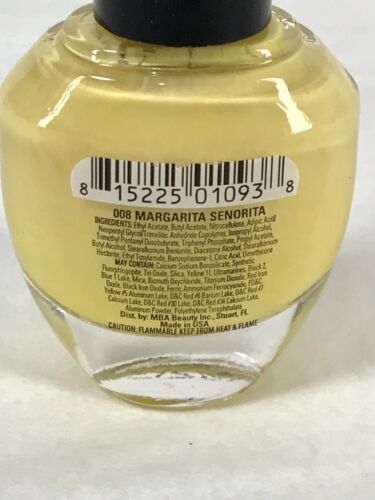 8 15225 01093 8
008 MARGARITA SENORITA
INGREDIENTS: Ethyl Acetate, Butyl Acetate, Nitrocellulose, Adipic Acid/
Neopentyl Glycol/Trimellitic Anhydride Copolymer, Isopropyl Alcohol,
Trimethyl Pentanyl Diisobutyrate, Triphenyl Phosphate, Propyl Acetate,
Butyl Alcohol, Stearalkonium Bentonite, Diacetone Alcohol, Stearalkonium
Hectorite, Ethyl Tosylamide, Benzophenone-1, Citric Acid, Dimethicone
MAY CONTAIN: Calcium Sodium Borosilicate, Synthetic
Fluorphlogopite, Tin Oxide, Silica, Yellow 11, Ultramarines, Black 2,
Blue 1 Lake, Mica, Bismuth Oxychloride, Titanium Dioxide, Red
Iron Oxide, Black Iron Oxide, Ferric Ammonium Ferrocyanide, FD&C
Yellow #5 Aluminum Lake, D&C Red #6 Barium Lake, D&C Red #7
Calcium Lake, D&C Red #30 Lake, D&C Red #34 Calcium Lake,
Aluminum Powder, Polyethylene Terephthalate
Dist. by: MBA Beauty Inc., Stuart, FL
Made in USA
CAUTION: FLAMMABLE KEEP FROM HEAT & FLAME